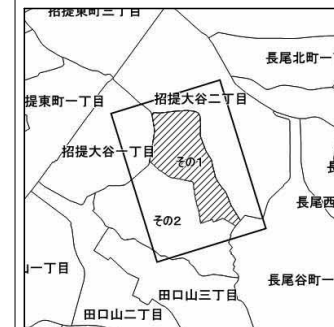 招提東町三丁目
長尾北町一
提東町一丁目
招提大谷二丁目
招提大谷一丁目
その1
長尾西
その2
山一丁目
田口山三丁目
長尾谷町一
田口山二丁目